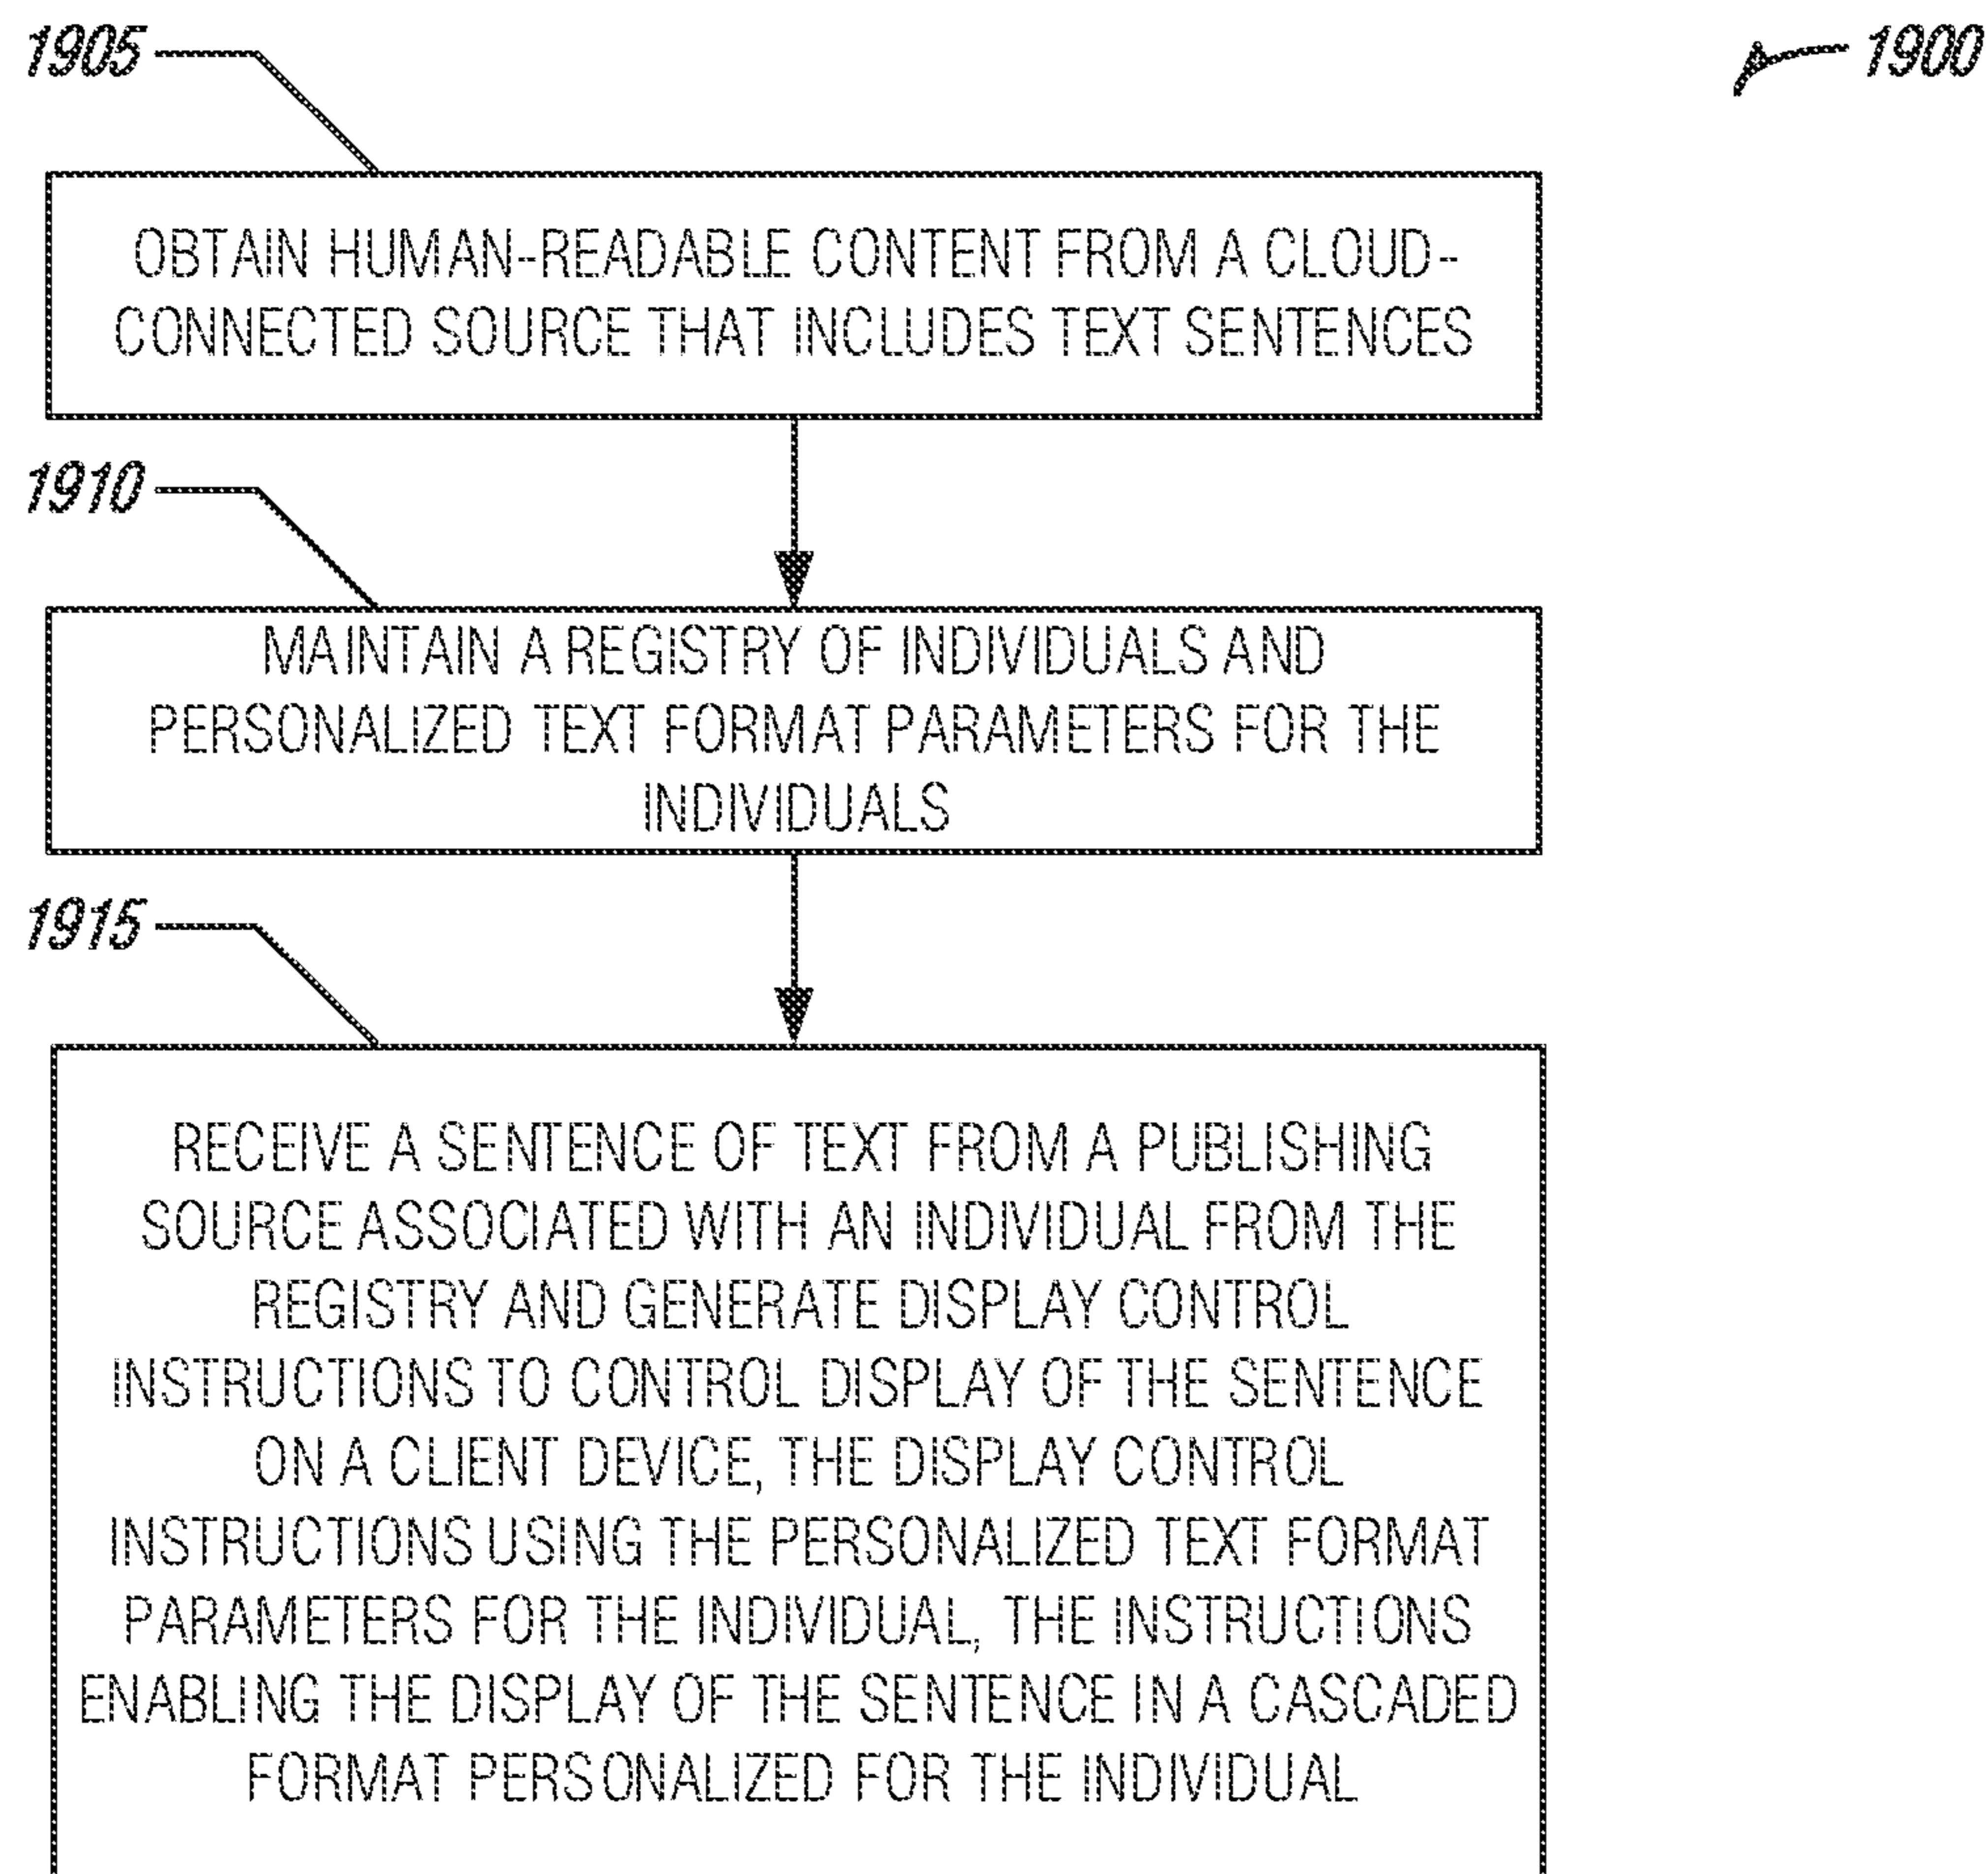 1905
1900
OBTAIN HUMAN-READABLE CONTENT FROM A CLOUD-
CONNECTED SOURCE THAT INCLUDES TEXT SENTENCES
1910
MAINTAIN A REGISTRY OF INDIVIDUALS AND
PERSONALIZED TEXT FORMAT PARAMETERS FOR THE
INDIVIDUALS
1915
RECEIVE A SENTENCE OF TEXT FROM A PUBLISHING
SOURCE ASSOCIATED WITH AN INDIVIDUAL FROM THE
REGISTRY AND GENERATE DISPLAY CONTROL
INSTRUCTIONS TO CONTROL DISPLAY OF THE SENTENCE
ON A CLIENT DEVICE, THE DISPLAY CONTROL
INSTRUCTIONS USING THE PERSONALIZED TEXT FORMAT
PARAMETERS FOR THE INDIVIDUAL, THE INSTRUCTIONS
ENABLING THE DISPLAY OF THE SENTENCE IN A CASCADED
FORMAT PERSONALIZED FOR THE INDIVIDUAL